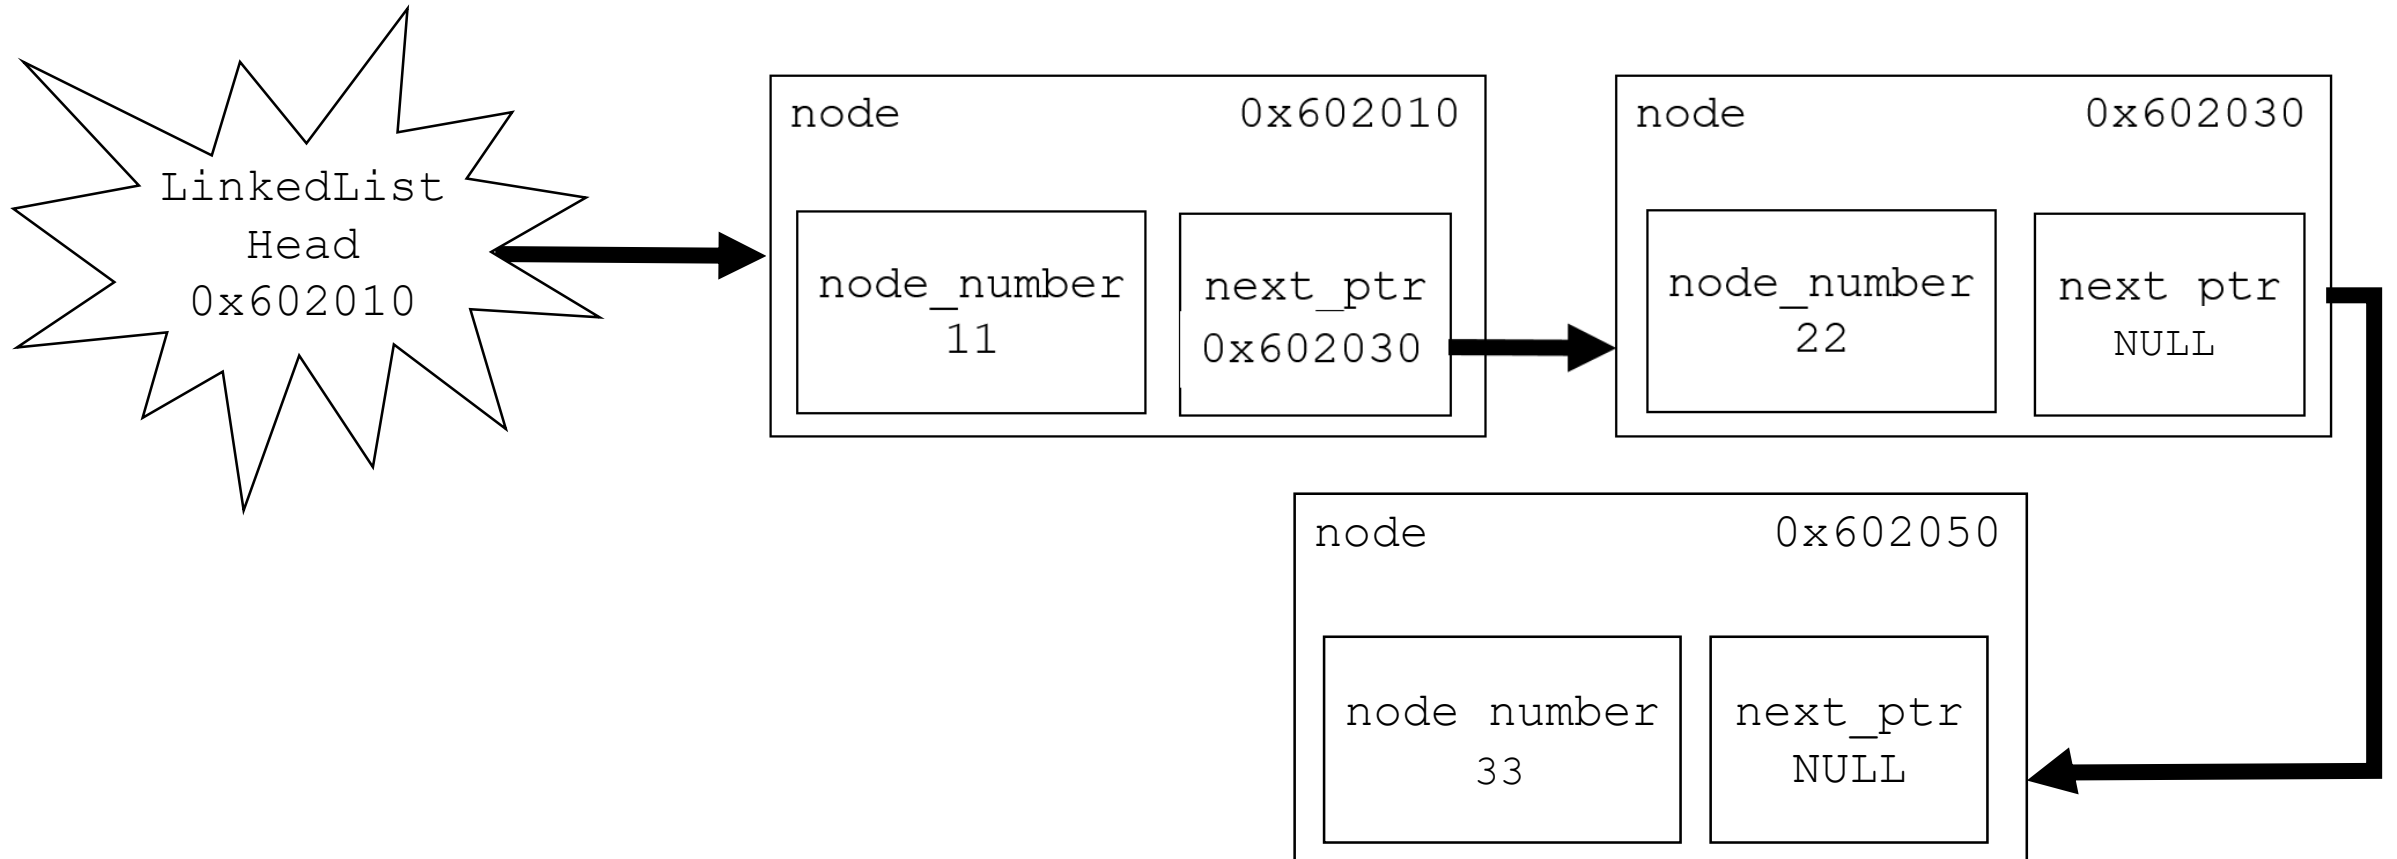 LinkedList
Head
0x602010
node 0x602010
node_number
11
next_ptr
0x602030
node 0x602030
node_number
22
next ptr
NULL
node 0x602050
node number
33
next_ptr
NULL